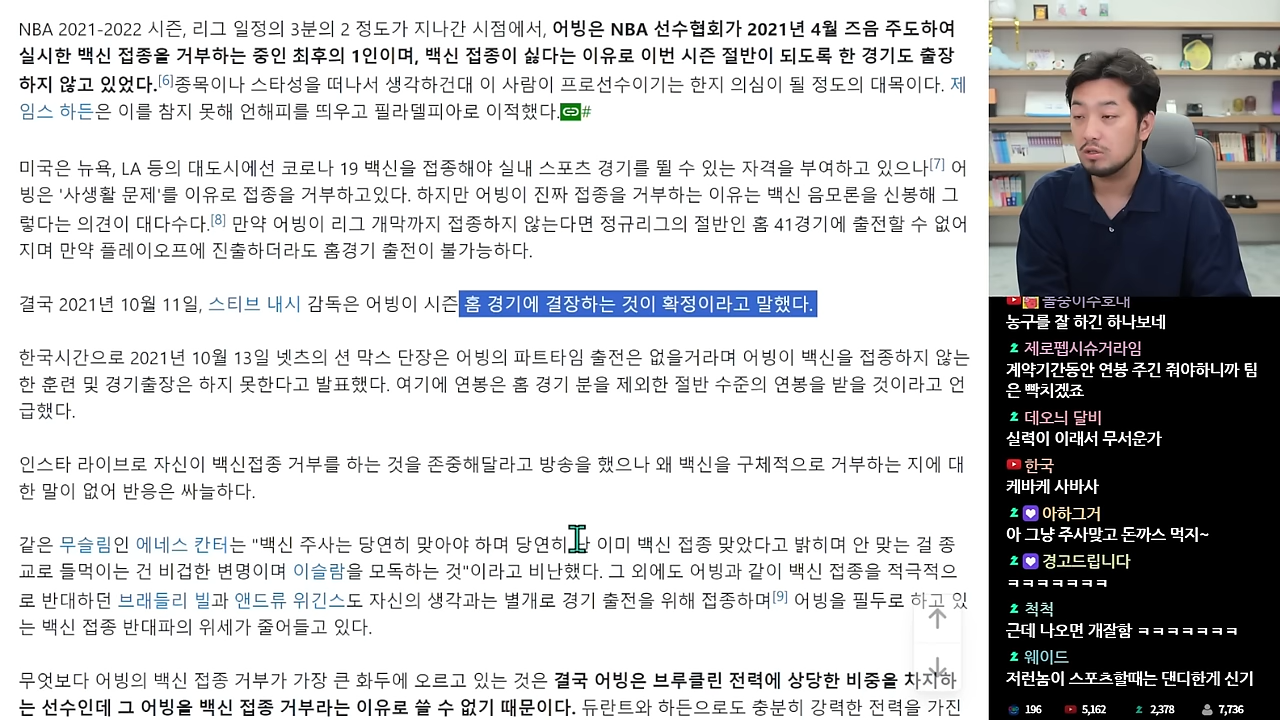 NBA 2021-2022 시즌, 리그 일정의 3분의 2 정도가 지나간 시점에서, 어빙은 NBA 선수협회가 2021년 4월 즈음 주도하여
실시한 백신 접종을 거부하는 중인 최후의 1인이며, 백신 접종이 싫다는 이유로 이번 시즌 절반이 되도록 한 경기도 출장
하지 않고 있었다.[6]종목이나 스타성을 떠나서 생각하건대 이 사람이 프로선수이기는 한지 의심이 될 정도의 대목이다. 제
임스 하든은 이를 참지 못해 언해피를 띄우고 필라델피아로 이적했다.#
미국은 뉴욕, LA 등의 대도시에선 코로나 19 백신을 접종해야 실내 스포츠 경기를 뛸 수 있는 자격을 부여하고 있으나[7] 어
빙은 '사생활 문제'를 이유로 접종을 거부하고있다. 하지만 어빙이 진짜 접종을 거부하는 이유는 백신 음모론을 신봉해 그
렇다는 의견이 대다수다.[8] 만약 어빙이 리그 개막까지 접종하지 않는다면 정규리그의 절반인 홈 41경기에 출전할 수 없어
지며 만약 플레이오프에 진출하더라도 홈경기 출전이 불가능하다.
결국 2021년 10월 11일, 스티브 내시 감독은 어빙이 시즌 홈 경기에 결장하는 것이 확정이라고 말했다.
한국시간으로 2021년 10월 13일 넷츠의 션 막스 단장은 어빙의 파트타임 출전은 없을거라며 어빙이 백신을 접종하지 않는
한 훈련 및 경기출장은 하지 못한다고 발표했다. 여기에 연봉은 홈 경기 분을 제외한 절반 수준의 연봉을 받을 것이라고 언
급했다.
인스타 라이브로 자신이 백신접종 거부를 하는 것을 존중해달라고 방송을 했으나 왜 백신을 구체적으로 거부하는 지에 대
한 말이 없어 반응은 싸늘하다.
같은 무슬림인 에네스 칸터는 "백신 주사는 당연히 맞아야 하며 당연히 난 이미 백신 접종 맞았다고 밝히며 안 맞는 걸 종
교로 들먹이는 건 비겁한 변명이며 이슬람을 모독하는 것"이라고 비난했다. 그 외에도 어빙과 같이 백신 접종을 적극적으
로 반대하던 브래들리 빌과 앤드류 위긴스도 자신의 생각과는 별개로 경기 출전을 위해 접종하며[9] 어빙을 필두로 하고 있
는 백신 접종 반대파의 위세가 줄어들고 있다.
무엇보다 어빙의 백신 접종 거부가 가장 큰 화두에 오르고 있는 것은 결국 어빙은 브루클린 전력에 상당한 비중을 차지하
는 선수인데 그 어빙을 백신 접종 거부라는 이유로 쓸 수 없기 때문이다. 듀란트와 하든으로도 충분히 강력한 전력을 가진
농구를 잘 하긴 하나보네
제로펩시슈거라임
계약기간동안 연봉 주긴 줘야하니까 팀
은 빡치겠죠
데오늬 달비
실력이 이래서 무서운가
한국
케바케 사바사
아하그거
아 그냥 주사맞고 돈까스 먹지~
경고드립니다
ㅋㅋㅋㅋㅋㅋㅋ
척척
근데 나오면 개잘함 ㅋㅋㅋㅋㅋㅋㅋ
웨이드
저런놈이 스포츠할때는 댄디한게 신기
196 5,162 2,378 7,736